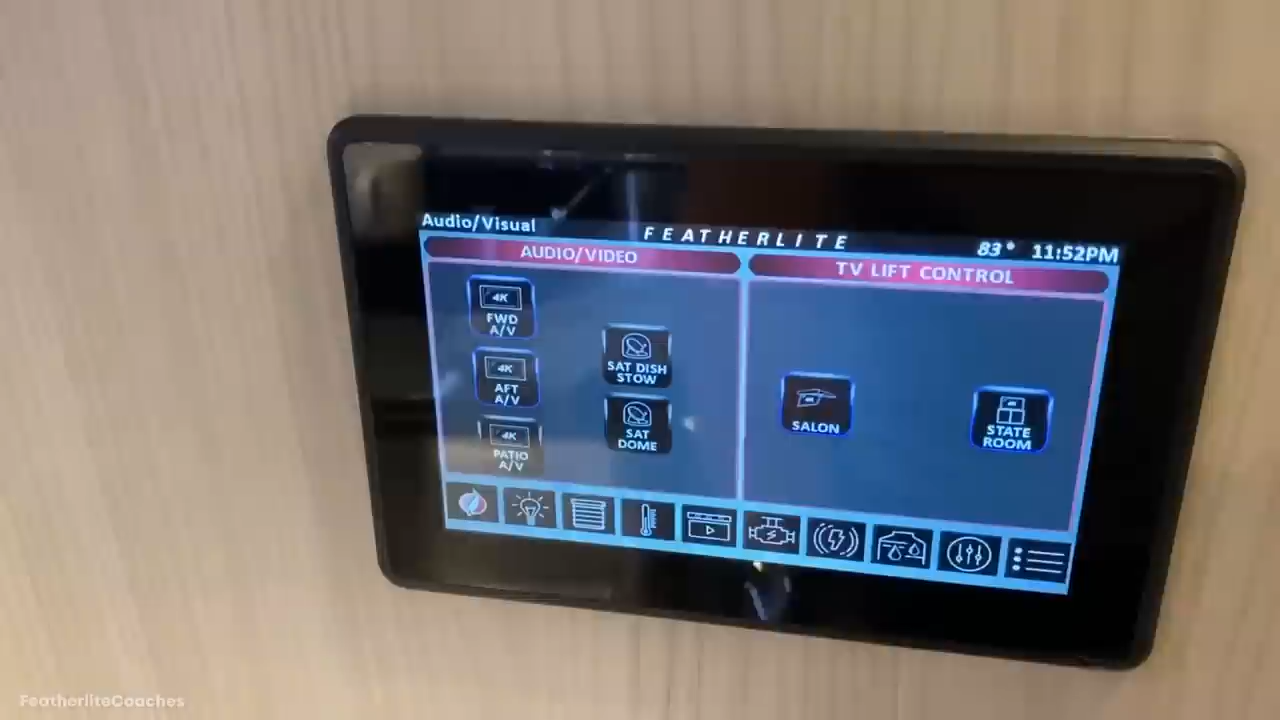 Audio/Visual
FEATHERLITE
83° 11:52PM
AUDIO/VIDEO
TV LIFT CONTROL
4K
FWD
A/V
4K
AFT
A/V
4K
PATIO
A/V
SAT DISH
STOW
SAT
DOME
SALON
STATE
ROOM
FeatherliteCoaches